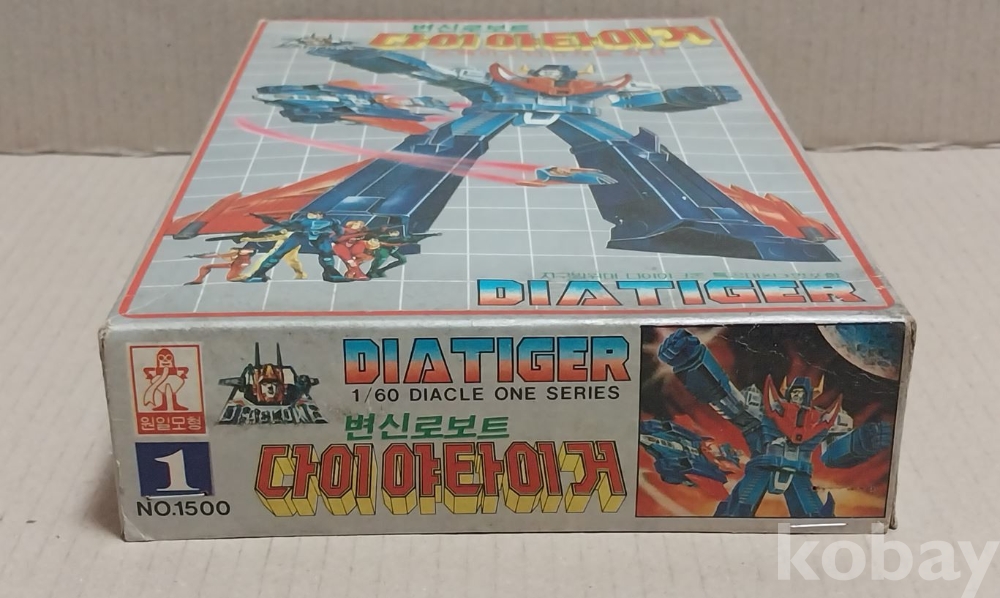 변신로보트
다이야타이거
DIATIGER
원일모형
1
NO.1500
DIACLONE
DIATIGER
1/60 DIACLE ONE SERIES
변신로보트
다이야타이거
kobay